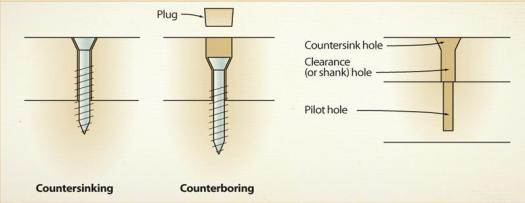 Plug
Countersink hole
Clearance
(or shank) hole
Pilot hole
Countersinking
Counterboring